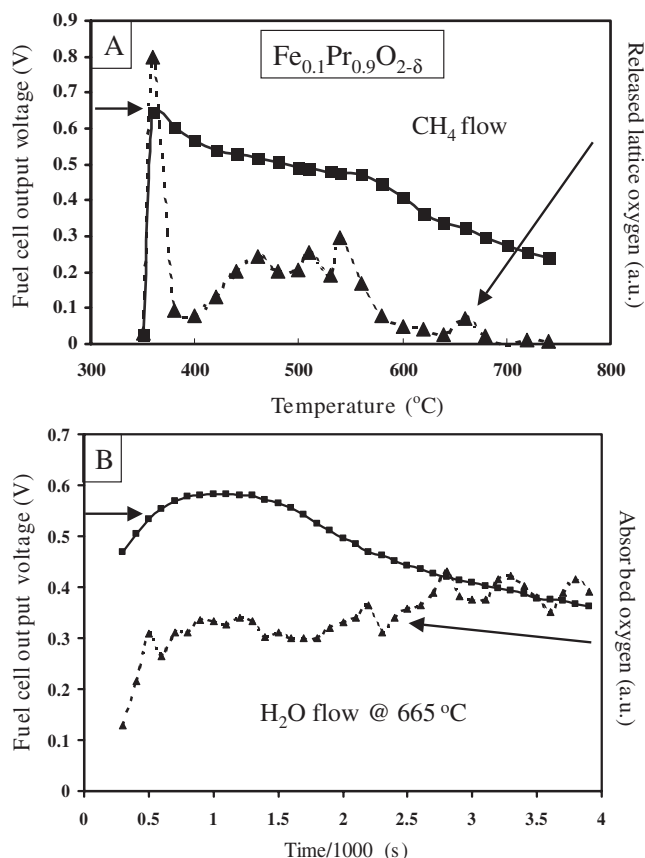 A
Fe0.1Pr0.9O2-δ
CH4 flow
Fuel cell output voltage (V)
0.9
0.8
0.7
0.6
0.5
0.4
0.3
0.2
0.1
0
300 400 500 600 700 800
Temperature (°C)
Released lattice oxygen (a.u.)
B
Fuel cell output voltage (V)
0.7
0.6
0.5
0.4
0.3
0.2
0.1
0
H2O flow @ 665 °C
0 0.5 1 1.5 2 2.5 3 3.5 4
Time/1000 (s)
Absorbed oxygen (a.u.)